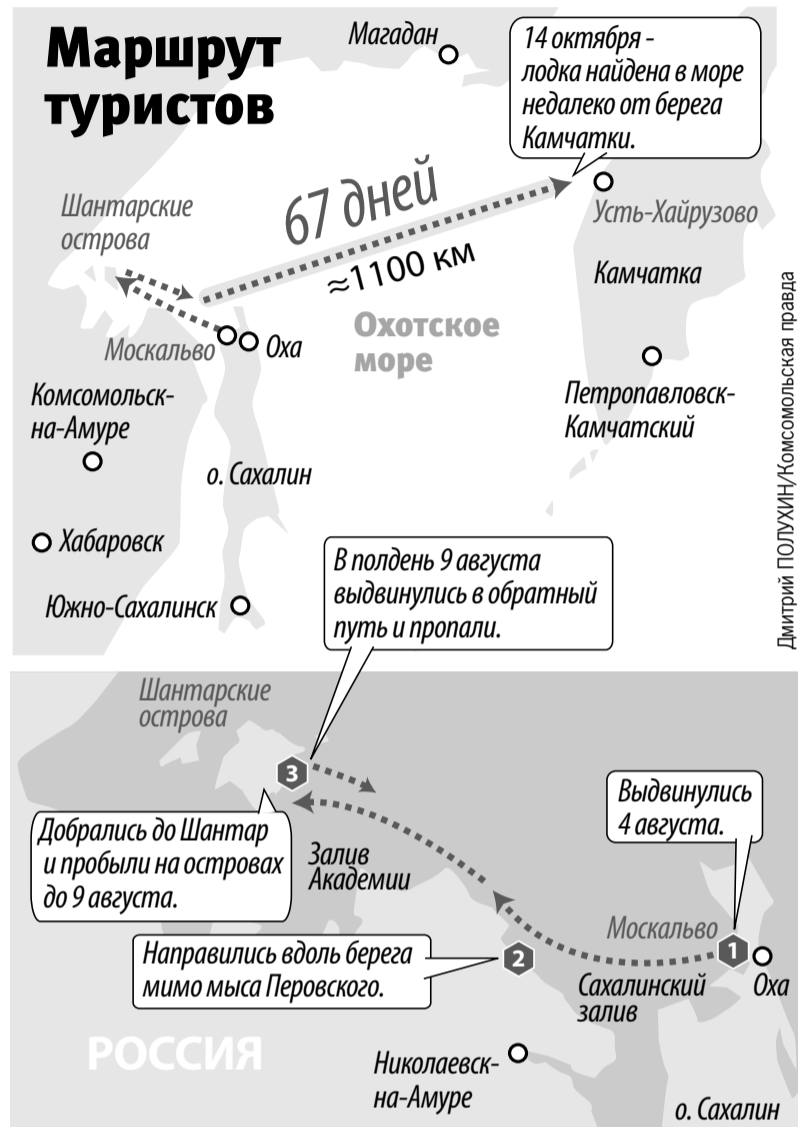 Маршрут
туристов
Магадан
14 октября -
лодка найдена в море
недалеко от берега
Камчатки.
Шантарские
острова
67 дней
≈1100 км
Усть-Хайрузово
Камчатка
Охотское
море
Москальво
Оха
Комсомольск-
на-Амуре
Петропавловск-
Камчатский
о. Сахалин
Хабаровск
Южно-Сахалинск
Дмитрий ПОЛУХИН/Комсомольская правда
В полдень 9 августа
выдвинулись в обратный
путь и пропали.
Шантарские
острова
3
Выдвинулись
4 августа.
Добрались до Шантар
и пробыли на островах
до 9 августа.
Залив
Академии
Москальво
1
Направились вдоль берега
мимо мыса Перовского.
2
Сахалинский
залив
Оха
РОССИЯ
Николаевск-
на-Амуре
о. Сахалин